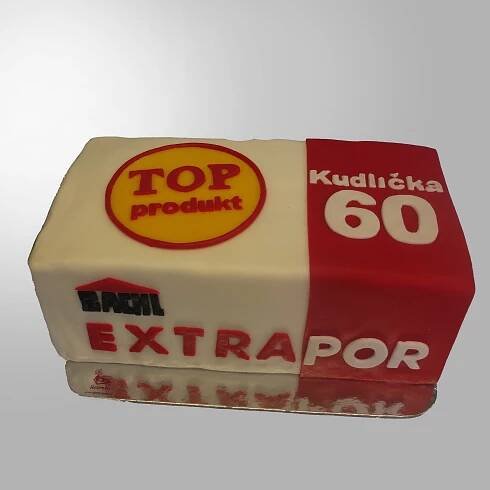 TOP
produkt
Kudlička
60
BACHL
EXTRAPOR